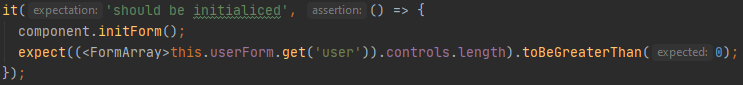 it( expectation: 'should be initialiced', assertion: () => {
  component.initForm();
  expect((<FormArray>this.userForm.get('user')).controls.length).toBeGreaterThan( expected: 0);
});